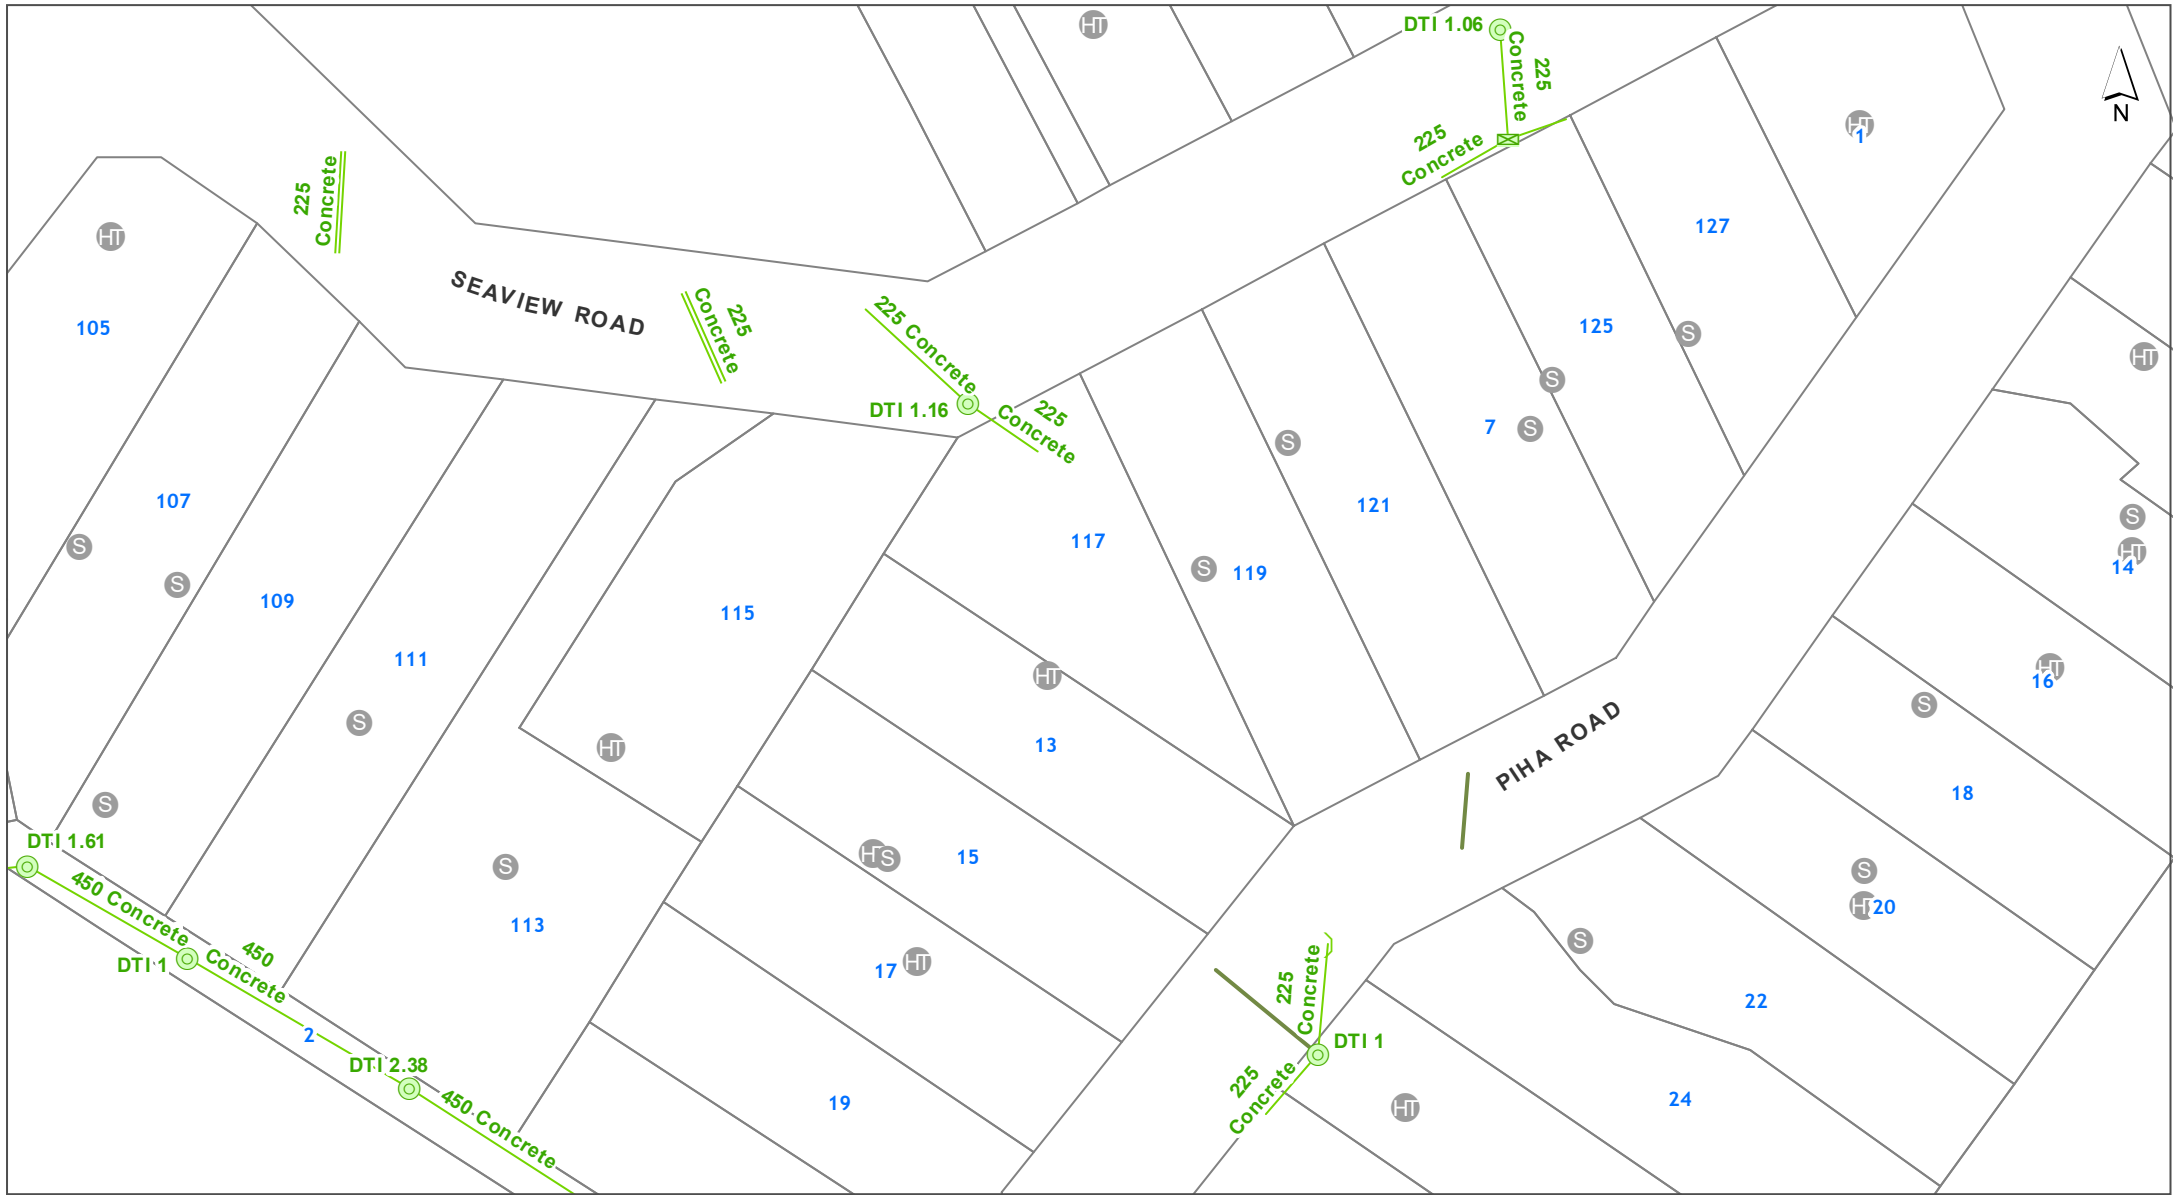 HT
DTI 1.06
225
Concrete
225
Concrete
N
HT
1
127
225
Concrete
HT
105
SEAVIEW ROAD
225
Concrete
225 Concrete
DTI 1.16
225
Concrete
125
S
S
7
S
HT
S
121
107
S
S
109
117
S
119
S
HT
14
115
111
S
HT
HT
16
S
13
HT
PIHA ROAD
18
S
DTI 1.61
HT
S
15
S
HT
20
S
113
450 Concrete
450
Concrete
DTI 1
17
HT
S
22
225
Concrete
DTI 1
2
DTI 2.38
450 Concrete
19
225
Concrete
HT
24